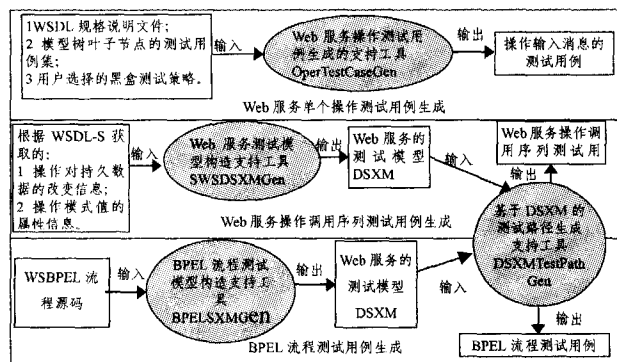 1WSDL 规格说明文件;
2 模型树叶子节点的测试用
例集;
3 用户选择的黑盒测试策略。
输入
Web 服务操作测试用
例生成的支持工具
OperTestCaseGen
输出
操作输入消息的
测试用例
Web 服务单个操作测试用例生成
根据 WSDL-S 获
取的:
1 操作对持久数
据的改变信息;
2 操作模式值的
属性信息。
输入
Web 服务测试模
型构造支持工具
SWSDSXMGen
输出
Web 服务的
测试模型
DSXM
输入
Web 服务操作调
用序列测试用
输出
基于 DSXM 的
测试路径生成
支持工具
DSXMTestPath
Gen
Web 服务操作调用序列测试用例生成
WSBPEL 流
程源码
输入
BPEL 流程测试
模型构造支持工
具
BPELSXMGen
输出
Web 服务的
测试模型
DSXM
输入
输出
BPEL 流程测试用例
BPEL 流程测试用例生成